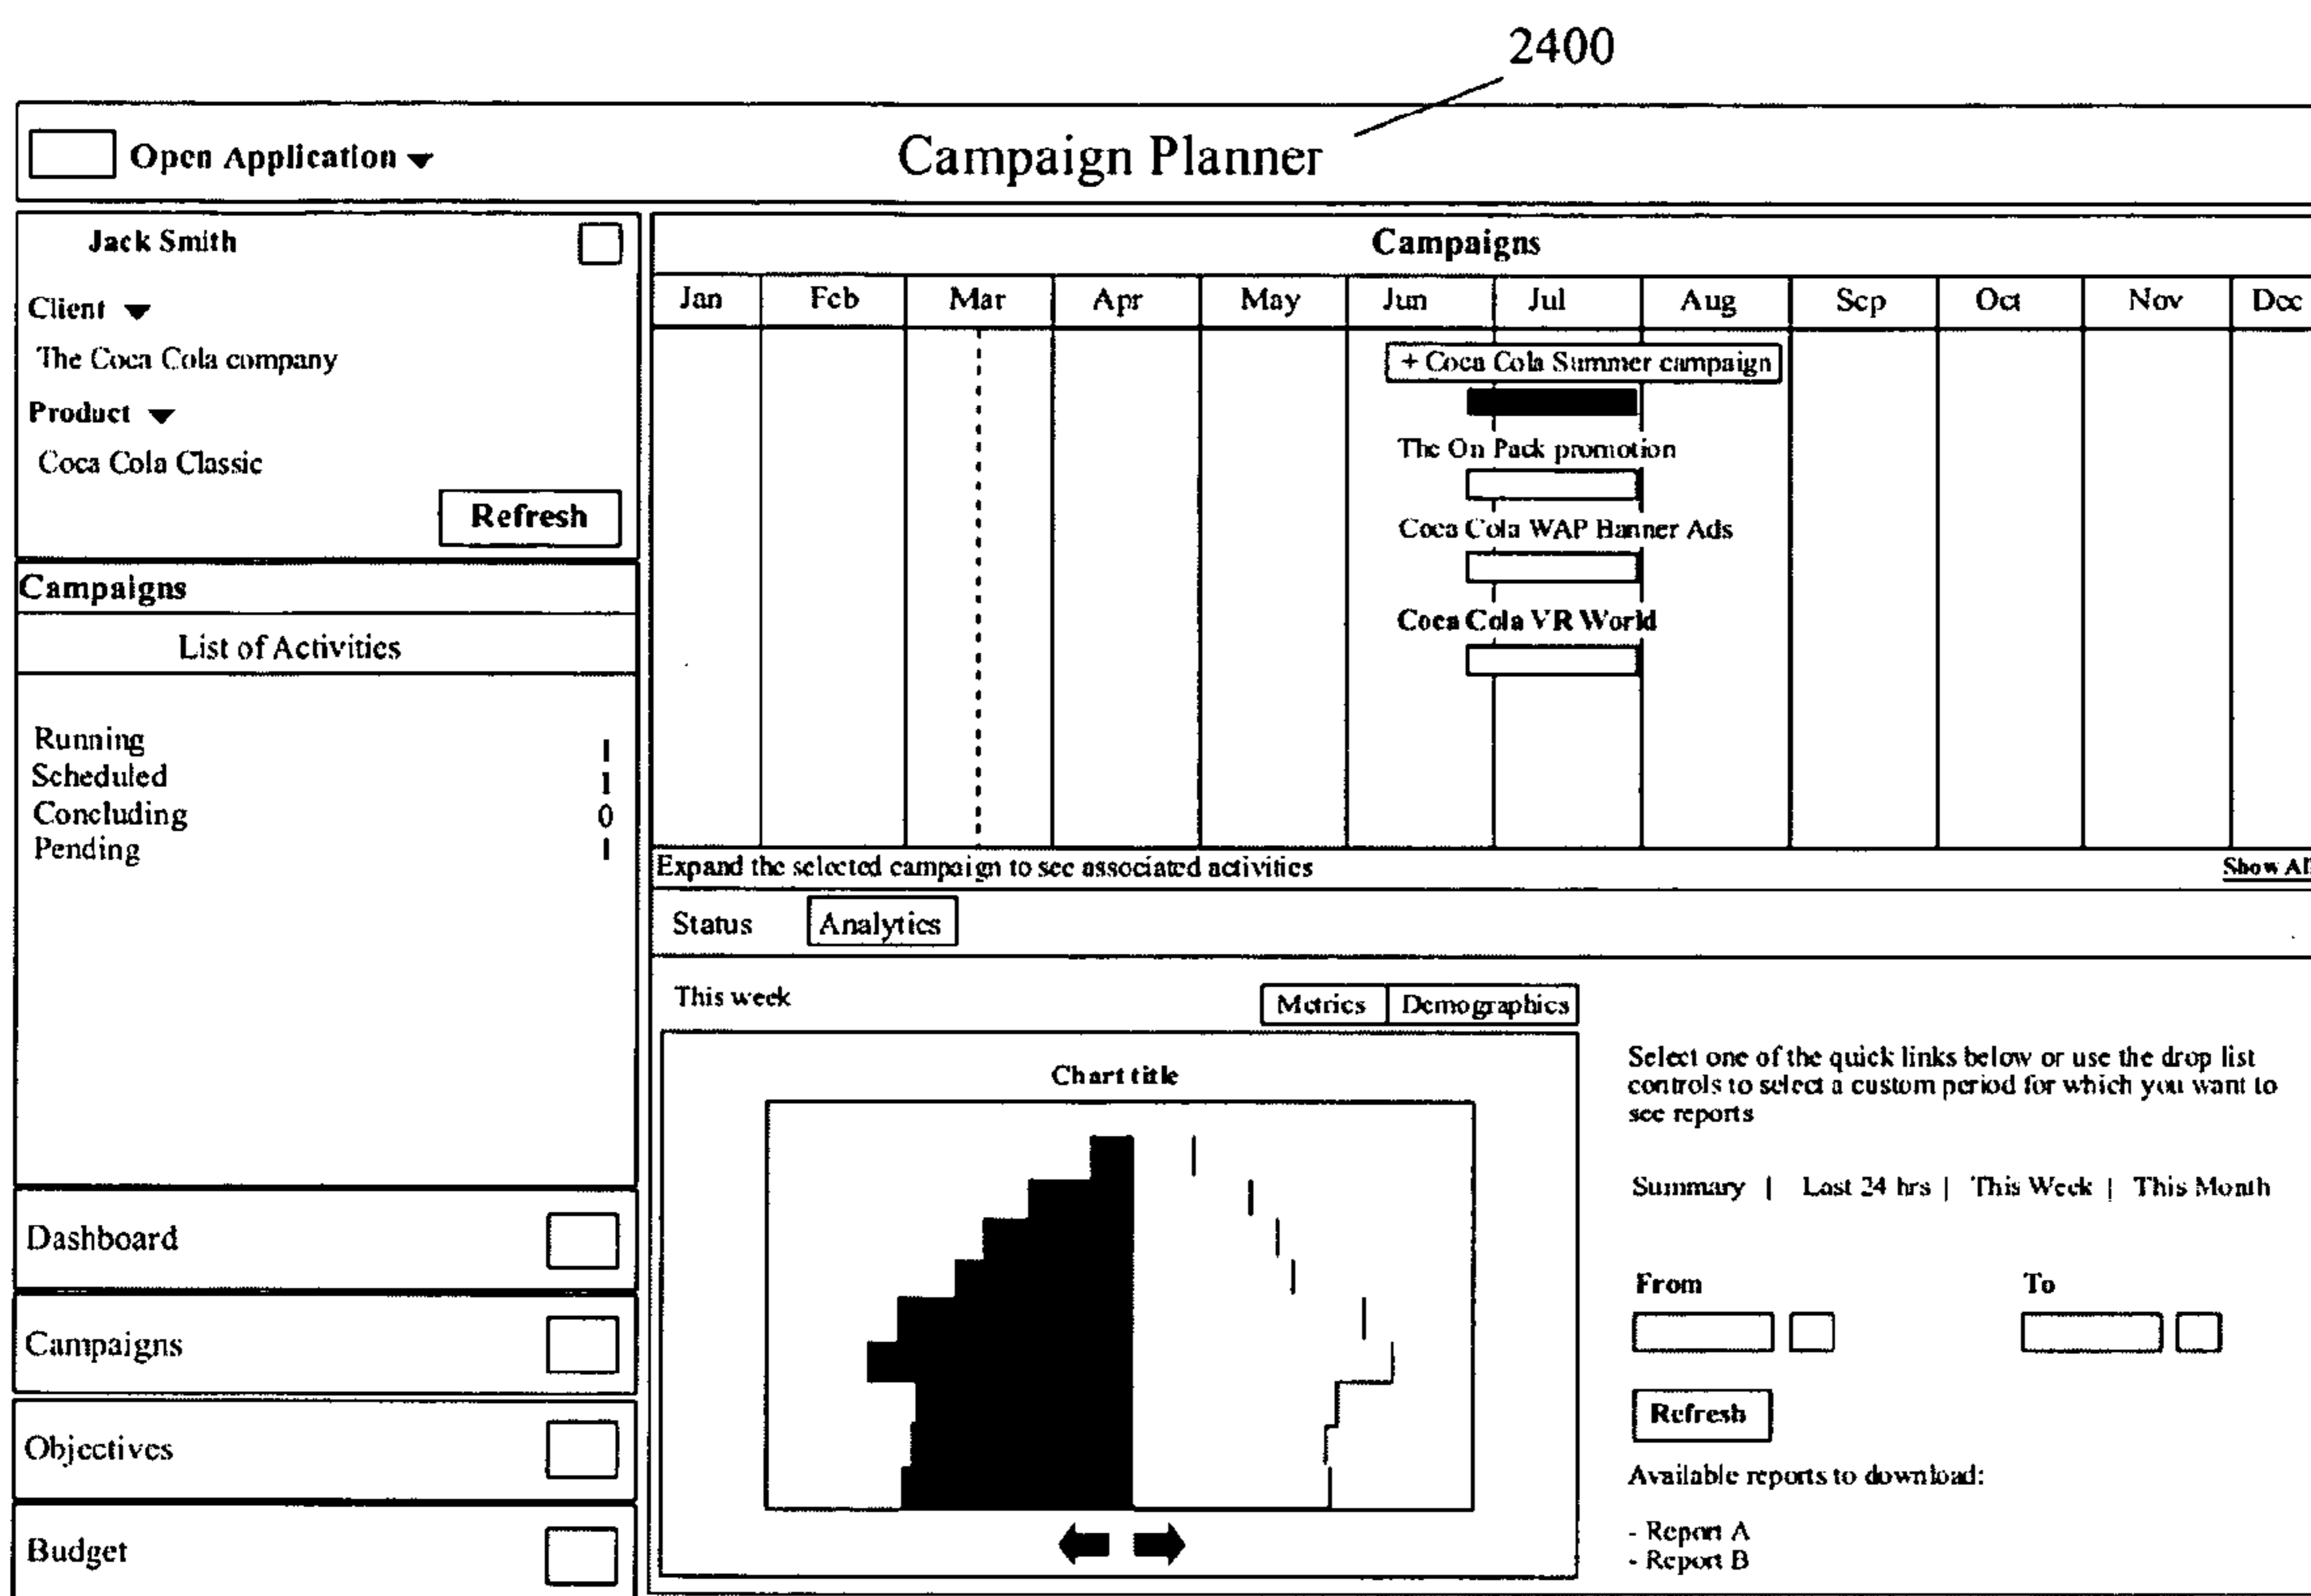 2400
Open Application
Campaign Planner
Jack Smith
Client
The Coca Cola company
Product
Coca Cola Classic
Refresh
Campaigns
List of Activities
Running 1
Scheduled 1
Concluding 0
Pending 1
Dashboard
Campaigns
Objectives
Budget
Campaigns
Jan Feb Mar Apr May Jun Jul Aug Sep Oct Nov Dec
+ Coca Cola Summer campaign
The On Pack promotion
Coca Cola WAP Banner Ads
Coca Cola VR World
Expand the selected campaign to see associated activities
Show All
Status Analytics
This week
Metrics Demographics
Chart title
Select one of the quick links below or use the drop list
controls to select a custom period for which you want to
see reports
Summary | Last 24 hrs | This Week | This Month
From To
Refresh
Available reports to download:
- Report A
- Report B